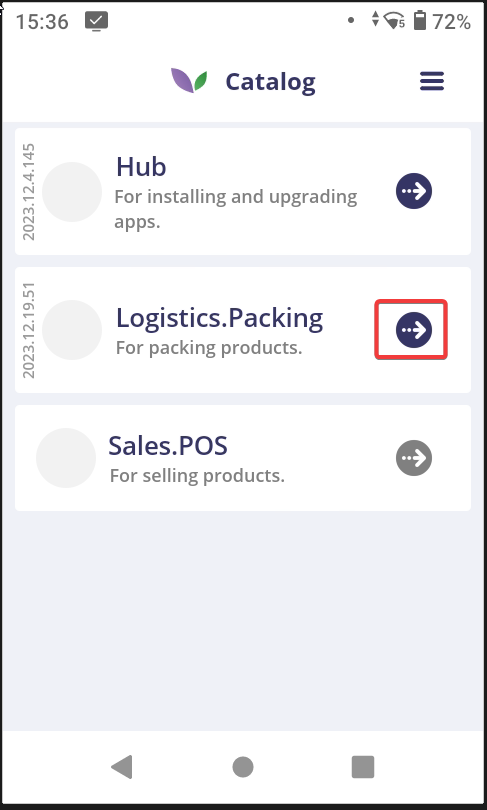 15:36
5
72%
Catalog
2023.12.4.145
Hub
For installing and upgrading
apps.
2023.12.19.51
Logistics.Packing
For packing products.
Sales.POS
For selling products.